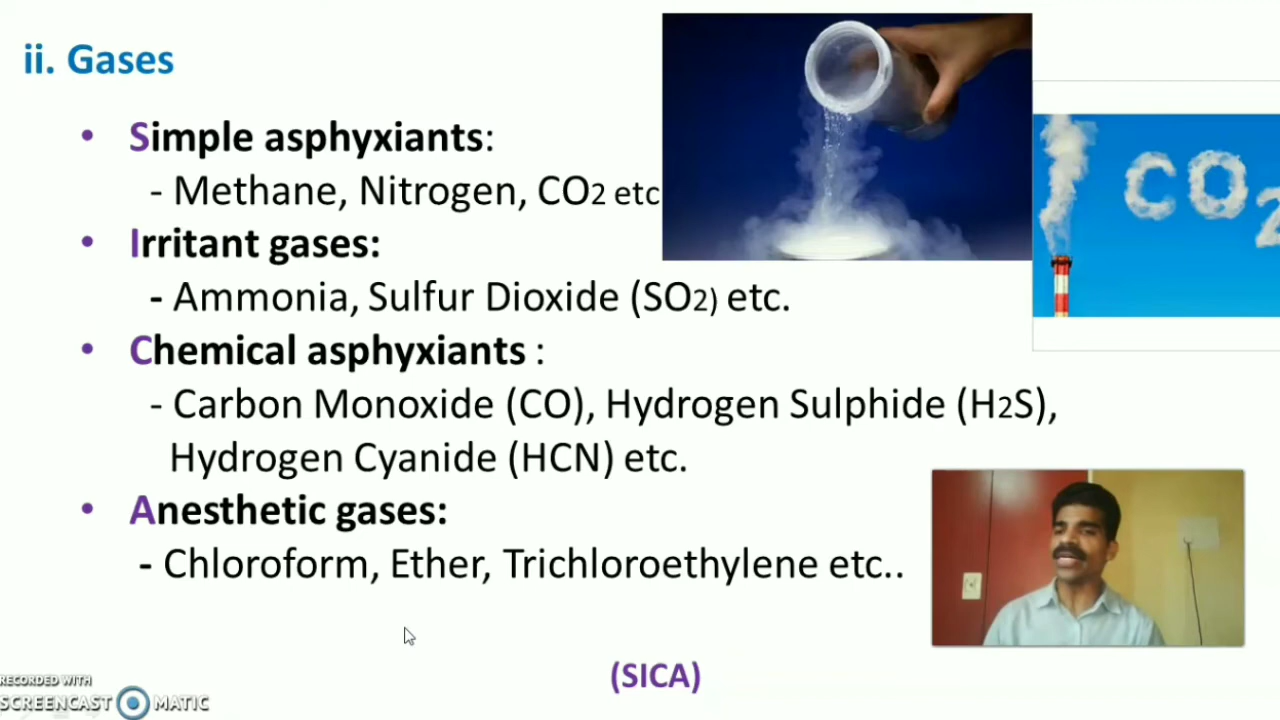 ii. Gases
• Simple asphyxiants:
- Methane, Nitrogen, CO2 etc
• Irritant gases:
- Ammonia, Sulfur Dioxide (SO2) etc.
• Chemical asphyxiants :
- Carbon Monoxide (CO), Hydrogen Sulphide (H2S),
Hydrogen Cyanide (HCN) etc.
• Anesthetic gases:
- Chloroform, Ether, Trichloroethylene etc..
(SICA)
CO2
RECORDED WITH
SCREENCAST MATIC